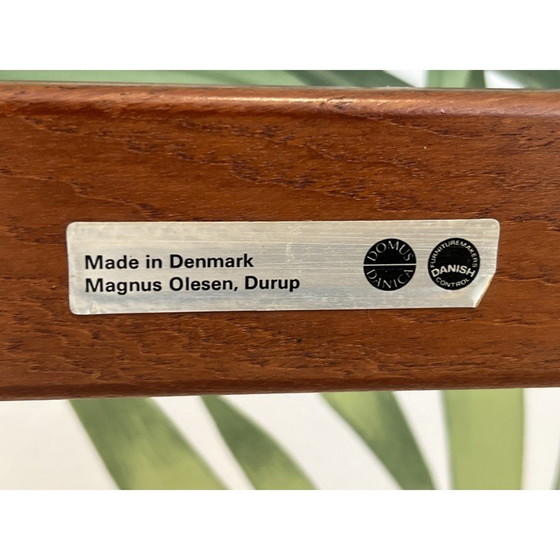 Made in Denmark
Magnus Olesen, Durup
DOMUS
DANICA
FURNITUREMAKERS
DANISH
CONTROL